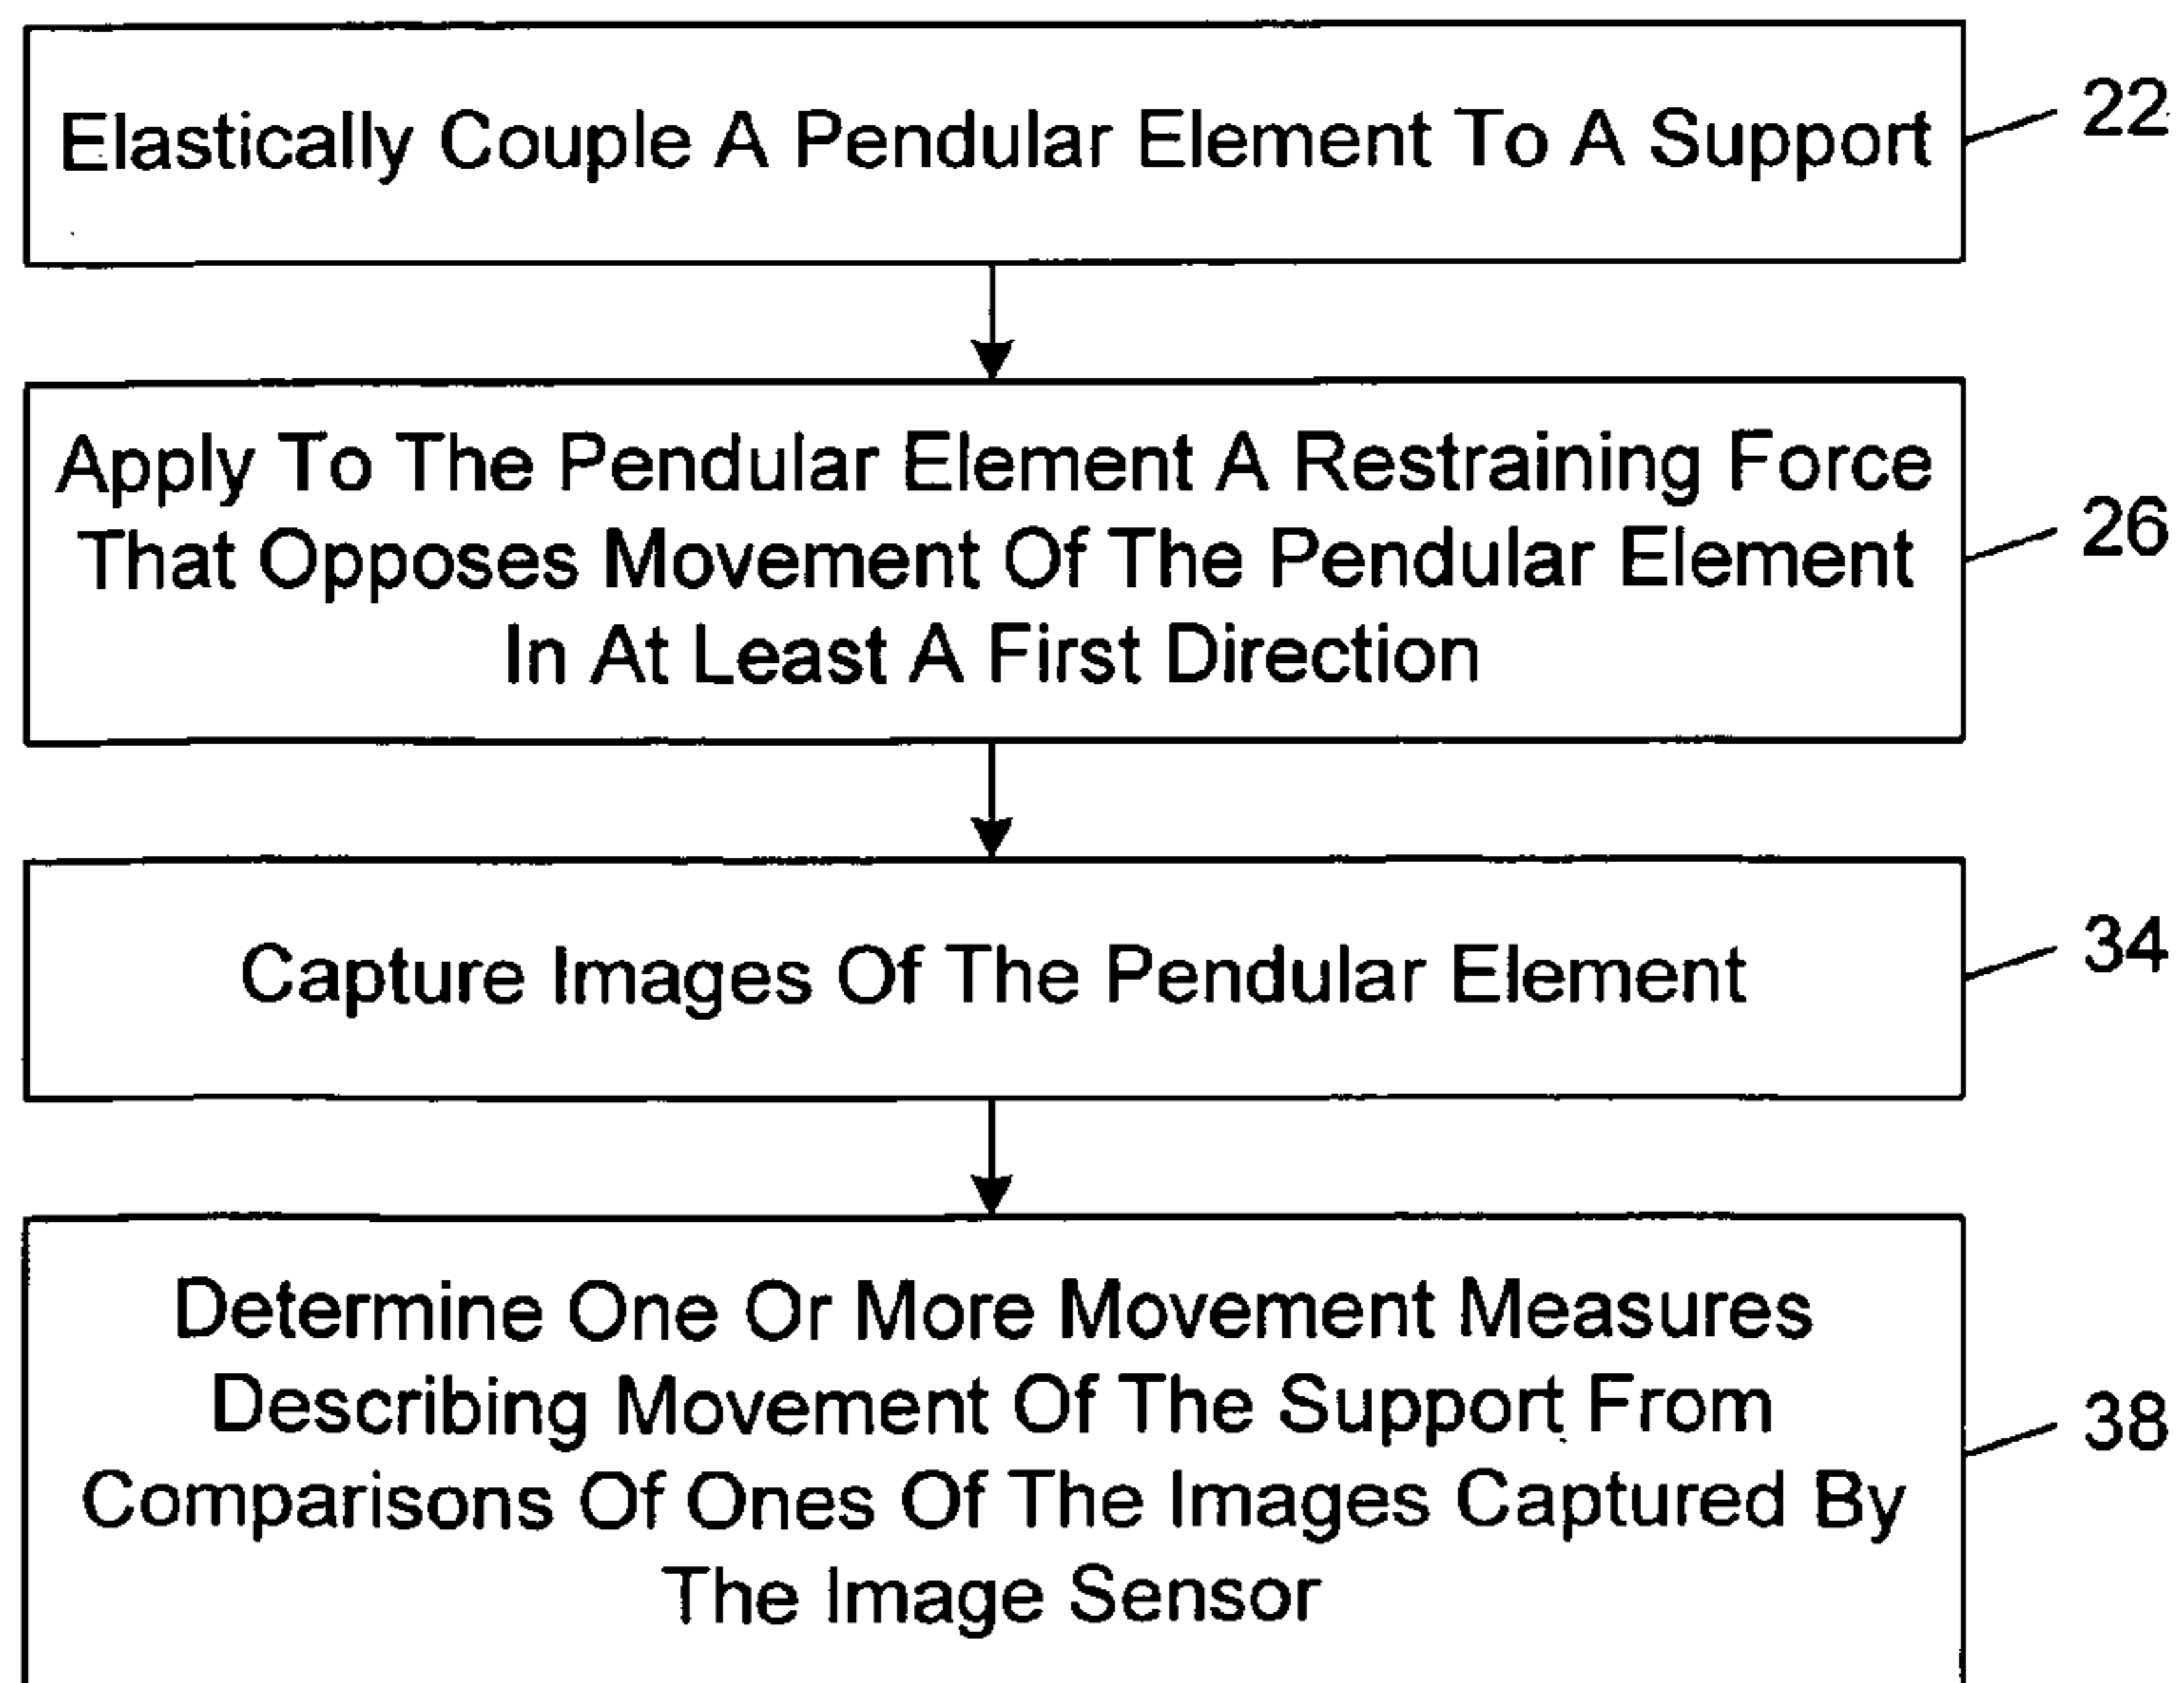 Elastically Couple A Pendular Element To A Support
22
Apply To The Pendular Element A Restraining Force
That Opposes Movement Of The Pendular Element
In At Least A First Direction
26
Capture Images Of The Pendular Element
34
Determine One Or More Movement Measures
Describing Movement Of The Support From
Comparisons Of Ones Of The Images Captured By
The Image Sensor
38